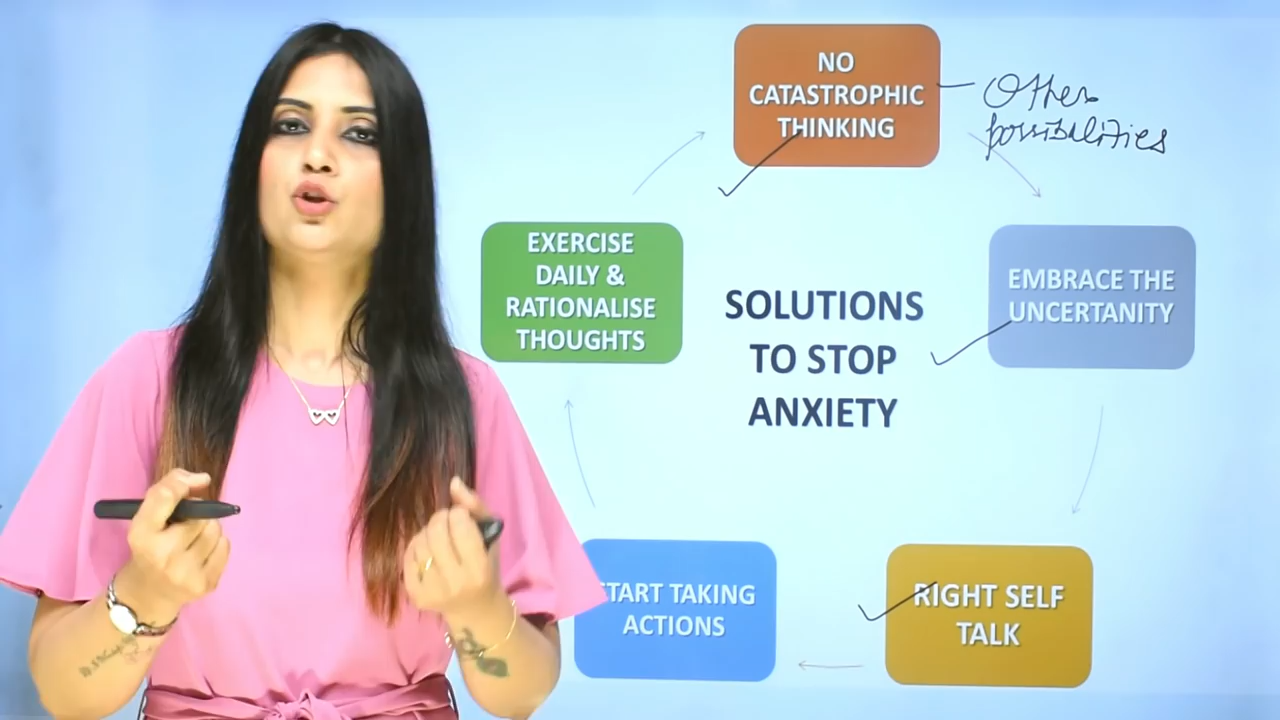 NO
CATASTROPHIC
THINKING
Other
possibilities
EMBRACE THE
UNCERTANITY
RIGHT SELF
TALK
START TAKING
ACTIONS
EXERCISE
DAILY &
RATIONALISE
THOUGHTS
SOLUTIONS
TO STOP
ANXIETY